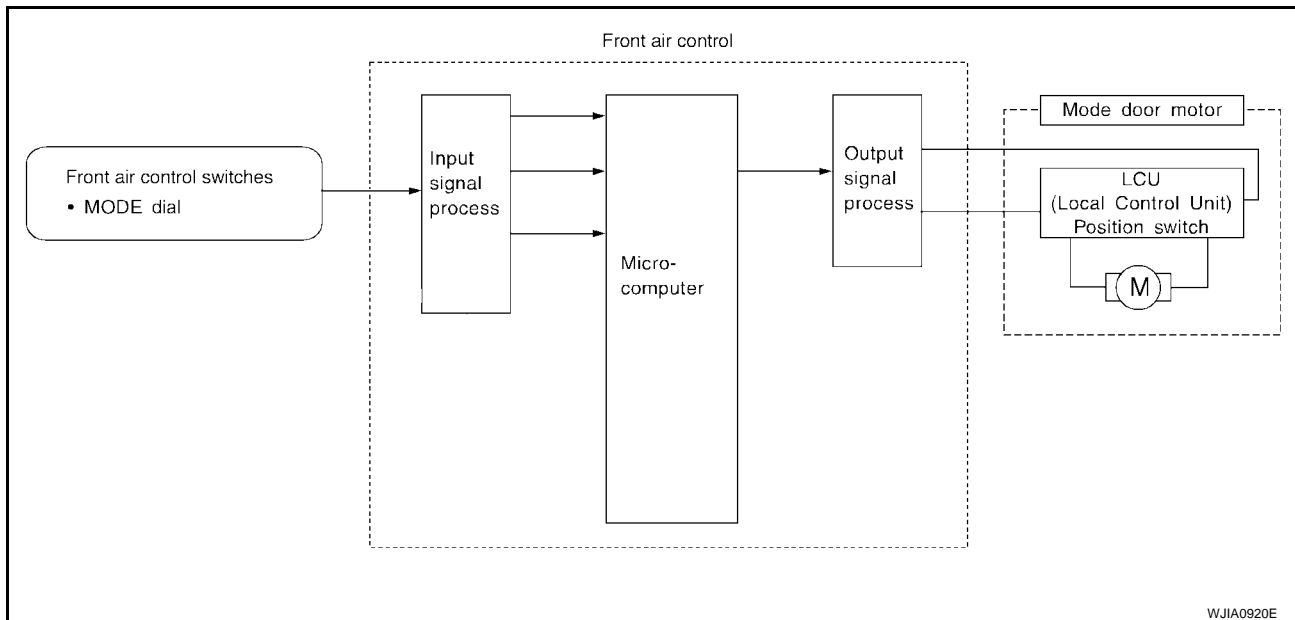 Front air control
Front air control switches
• MODE dial
Input
signal
process
Micro-
computer
Output
signal
process
Mode door motor
LCU
(Local Control Unit)
Position switch
M
WJIA0920E